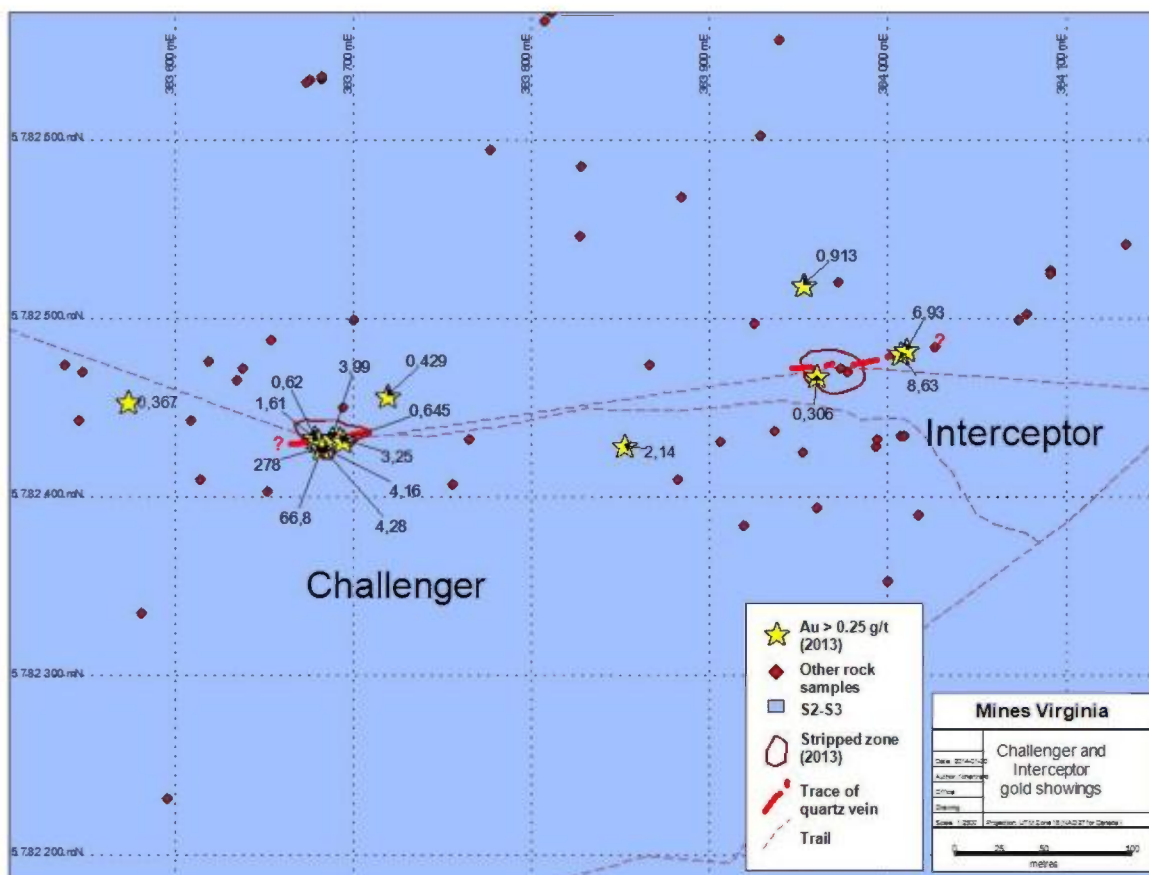 383 600 mE
383 700 mE
383 800 mE
383 900 mE
384 000 mE
384 100 mE
5 782 500 mN
5 782 500 mN
5 782 400 mN
5 782 300 mN
5 782 200 mN
0,913
6,93
?
8,63
0,306
Interceptor
0,429
3,99
0,62
1,61
0,645
0,367
?
278
3,25
4,16
66,8
4,28
2,14
Challenger
Au > 0.25 g/t
(2013)
Other rock
samples
S2-S3
Stripped zone
(2013)
Trace of
quartz vein
Trail
Mines Virginia
Challenger and
Interceptor
gold showings
Office
Drawing
Scale 1:2500
0 25 50 100
metres